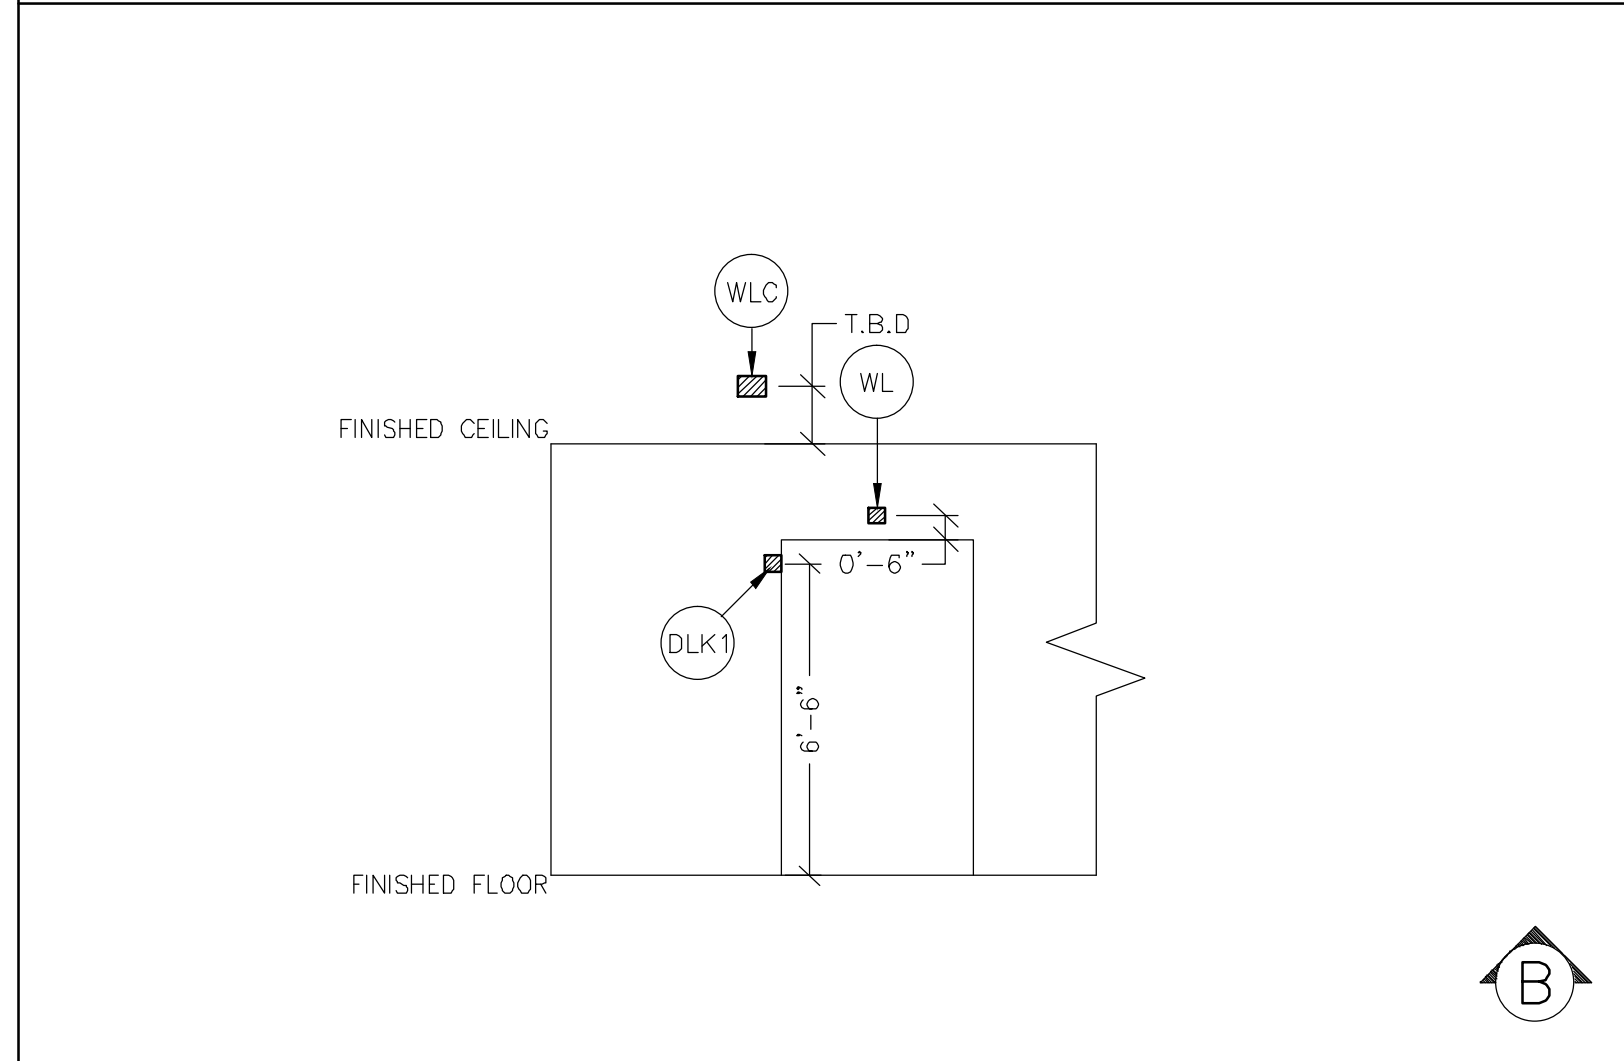 WLC
T.B.D
WL
FINISHED CEILING
0'-6"
DLK1
6'-6"
FINISHED FLOOR
B